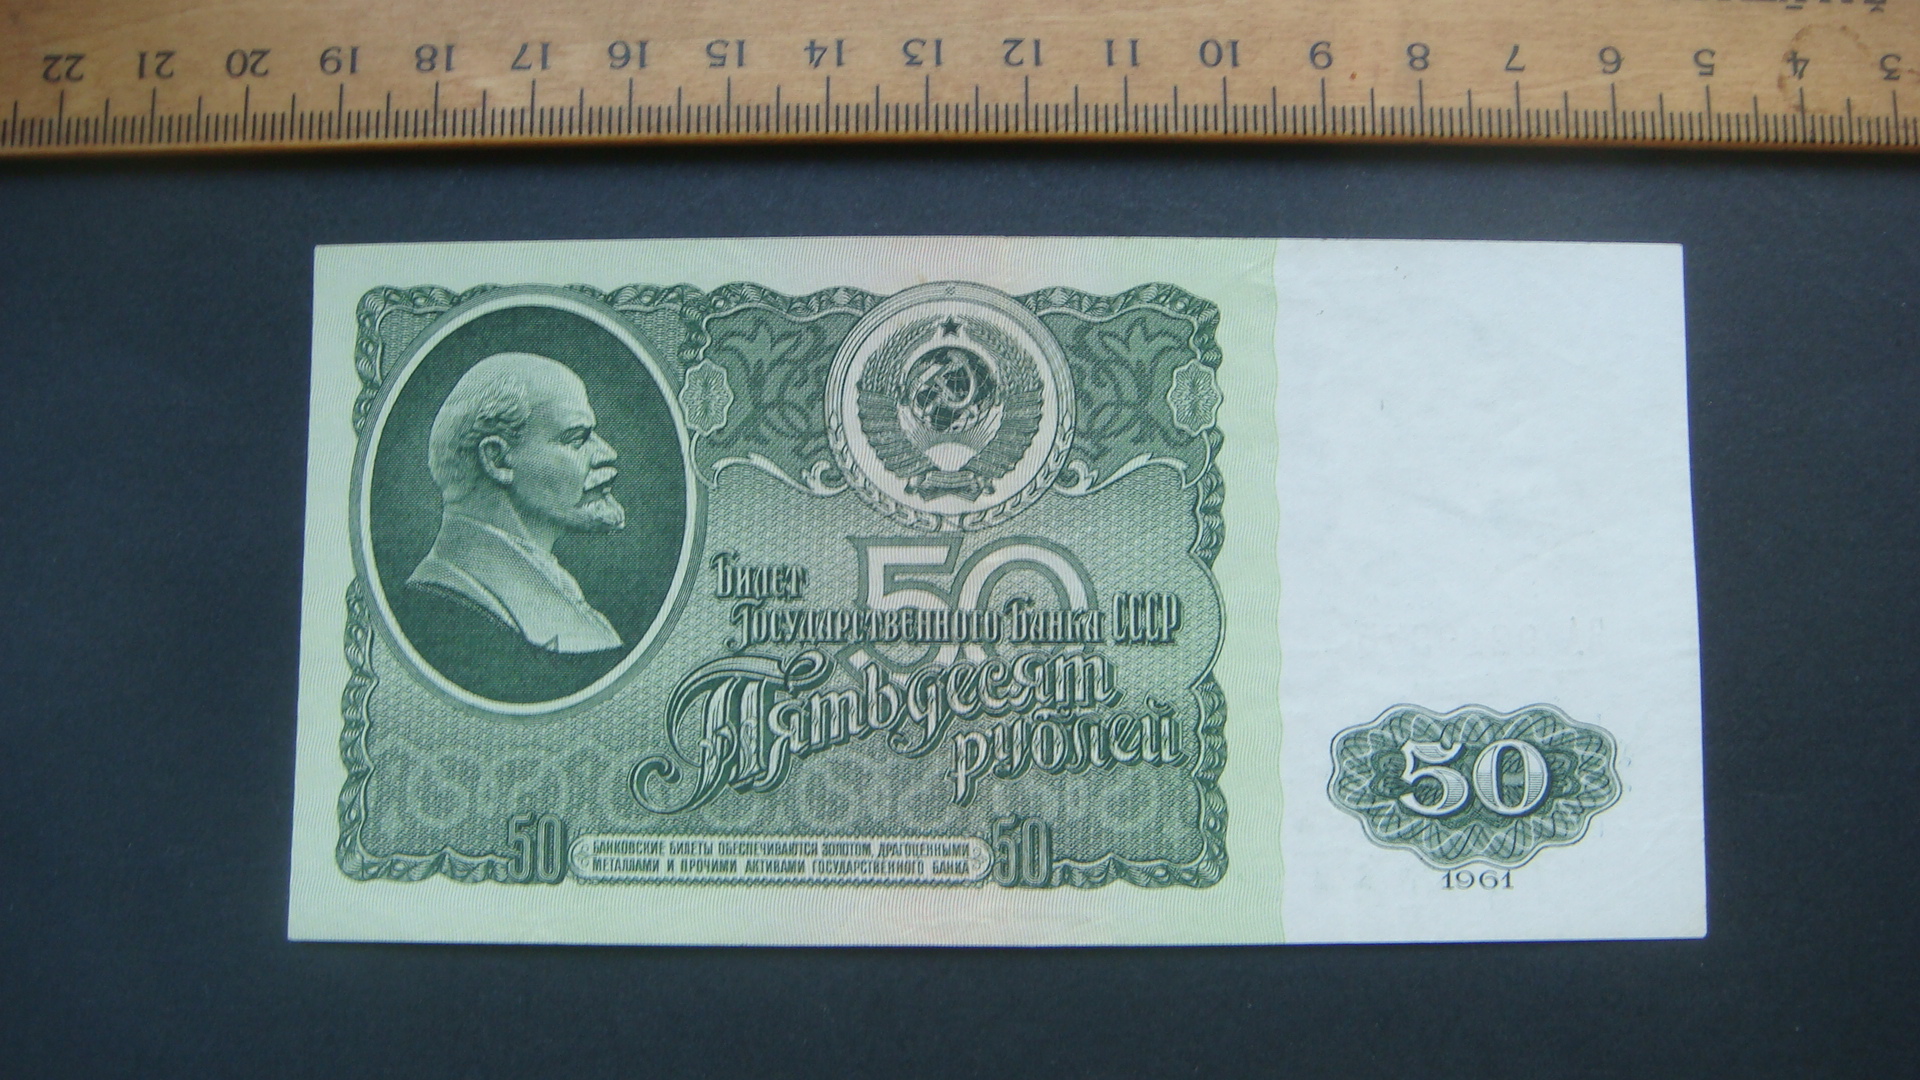 22 21 20 19 18 17 16 15 14 13 12 11 10 9 8 7 6 5 4 3
50
Билет
Государственного Банка СССР
Пятьдесят
рублей
50
50
БАНКОВСКИЕ БИЛЕТЫ ОБЕСПЕЧИВАЮТСЯ ЗОЛОТОМ, ДРАГОЦЕННЫМИ
МЕТАЛЛАМИ И ПРОЧИМИ АКТИВАМИ ГОСУДАРСТВЕННОГО БАНКА
50
1961